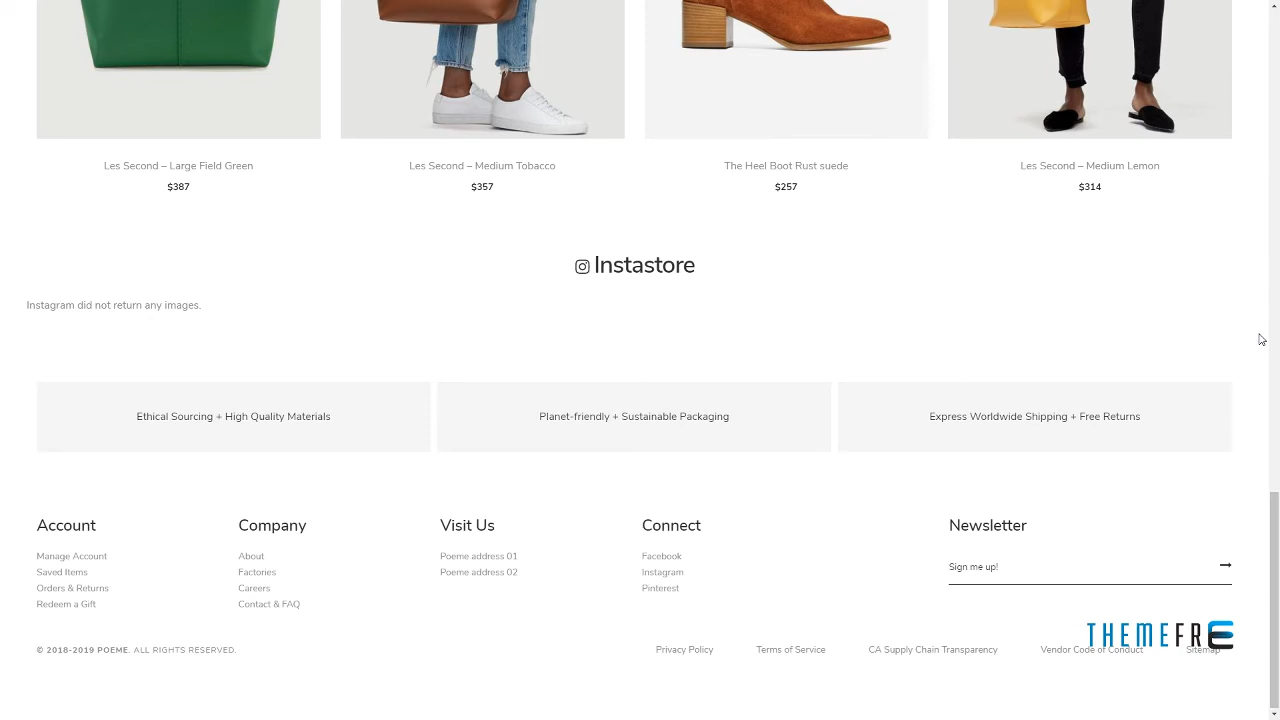 Les Second – Large Field Green
$387
Les Second – Medium Tobacco
$357
The Heel Boot Rust suede
$257
Les Second – Medium Lemon
$314
Instastore
Instagram did not return any images.
Ethical Sourcing + High Quality Materials
Planet-friendly + Sustainable Packaging
Express Worldwide Shipping + Free Returns
Account
Manage Account
Saved Items
Orders & Returns
Redeem a Gift
Company
About
Factories
Careers
Contact & FAQ
Visit Us
Poeme address 01
Poeme address 02
Connect
Facebook
Instagram
Pinterest
Newsletter
Sign me up!
THEMEFRE
© 2018-2019 POEME. ALL RIGHTS RESERVED.
Privacy Policy
Terms of Service
CA Supply Chain Transparency
Vendor Code of Conduct
Sitemap